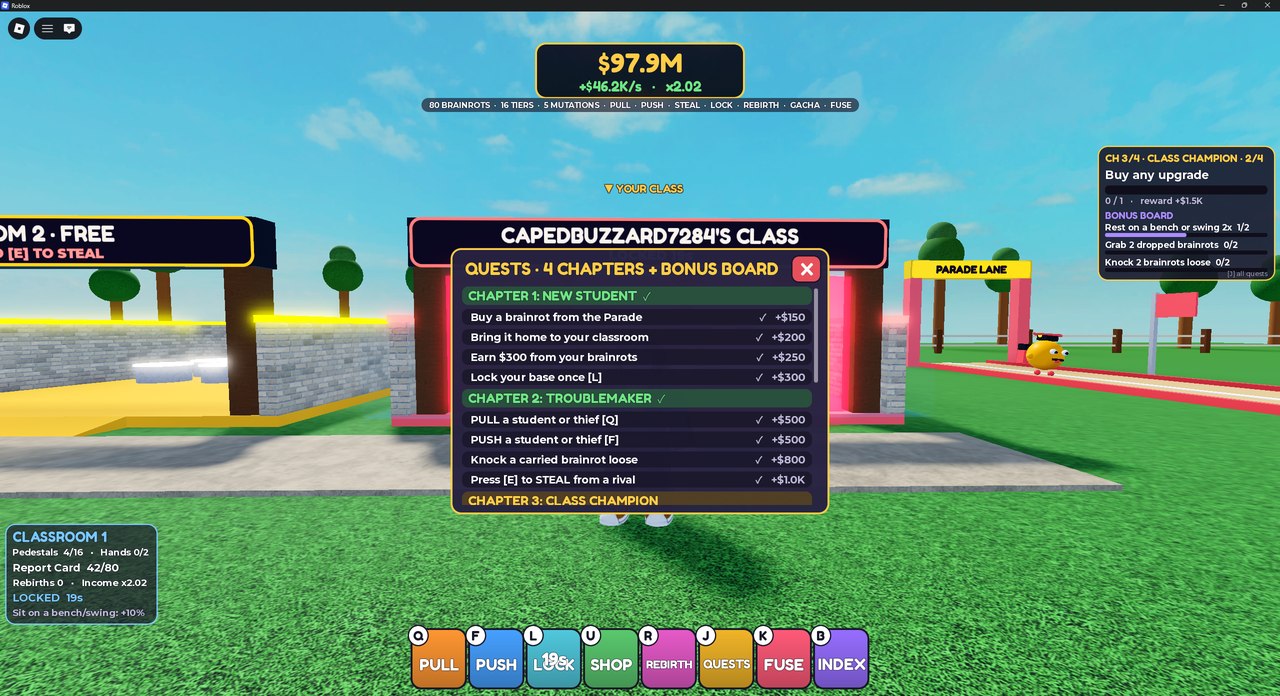 Roblox
$97.9M
+$46.2K/s · x2.02
80 BRAINROTS · 16 TIERS · 5 MUTATIONS · PULL · PUSH · STEAL · LOCK · REBIRTH · GACHA · FUSE
CH 3/4 · CLASS CHAMPION · 2/4
Buy any upgrade
0 / 1 · reward +$1.5K
BONUS BOARD
Rest on a bench or swing 2x 1/2
Grab 2 dropped brainrots 0/2
Knock 2 brainrots loose 0/2
[J] all quests
▼ YOUR CLASS
OM 2 · FREE
[E] TO STEAL
CAPEDBUZZARD7284'S CLASS
PARADE LANE
QUESTS · 4 CHAPTERS + BONUS BOARD
X
CHAPTER 1: NEW STUDENT ✓
Buy a brainrot from the Parade ✓ +$150
Bring it home to your classroom ✓ +$200
Earn $300 from your brainrots ✓ +$250
Lock your base once [L] ✓ +$300
CHAPTER 2: TROUBLEMAKER ✓
PULL a student or thief [Q] ✓ +$500
PUSH a student or thief [F] ✓ +$500
Knock a carried brainrot loose ✓ +$800
Press [E] to STEAL from a rival ✓ +$1.0K
CHAPTER 3: CLASS CHAMPION
CLASSROOM 1
Pedestals 4/16 · Hands 0/2
Report Card 42/80
Rebirths 0 · Income x2.02
LOCKED 19s
Sit on a bench/swing: +10%
Q PULL
F PUSH
L LOCK 19s
U SHOP
R REBIRTH
J QUESTS
K FUSE
B INDEX